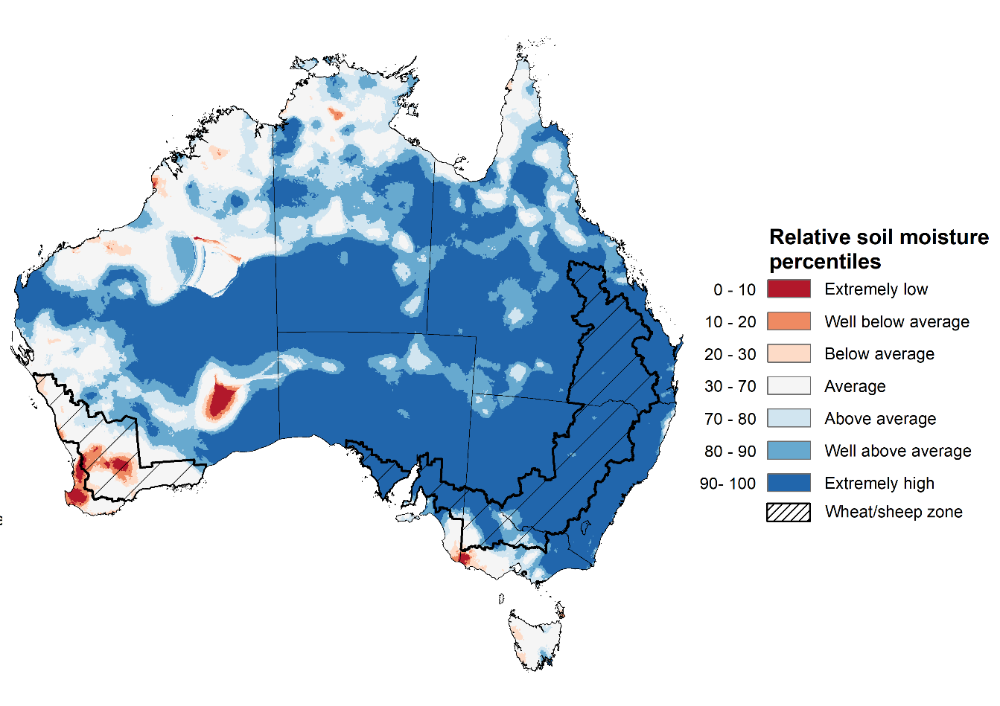 Relative soil moisture
percentiles
0 - 10 Extremely low
10 - 20 Well below average
20 - 30 Below average
30 - 70 Average
70 - 80 Above average
80 - 90 Well above average
90- 100 Extremely high
Wheat/sheep zone